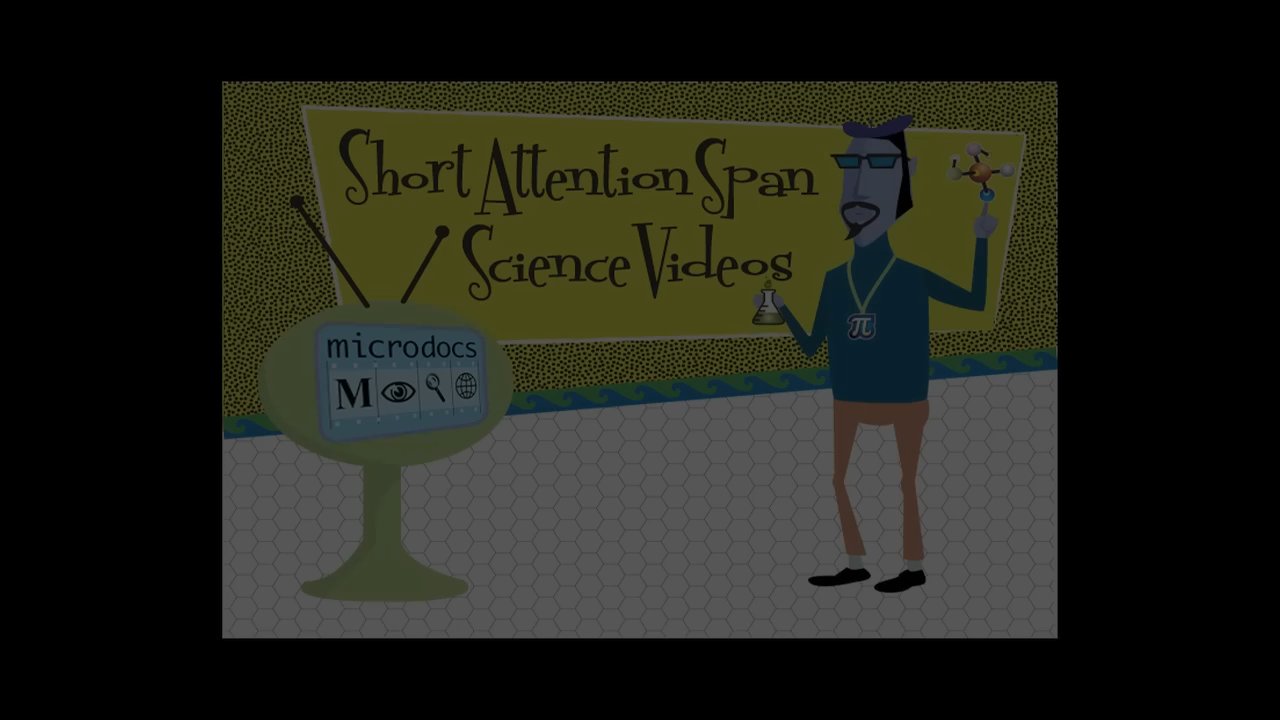 Short Attention Span
Science Videos
π
microdocs
M